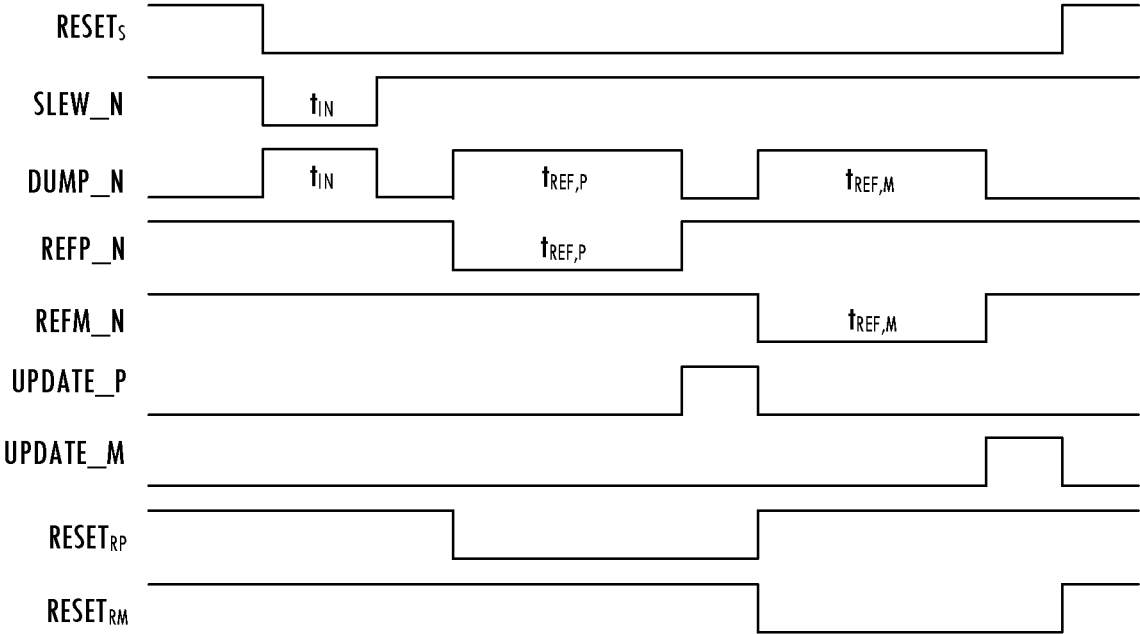 RESETS
SLEW_N tIN
DUMP_N tIN tREF,P tREF,M
REFP_N tREF,P
REFM_N tREF,M
UPDATE_P
UPDATE_M
RESETRP
RESETRM